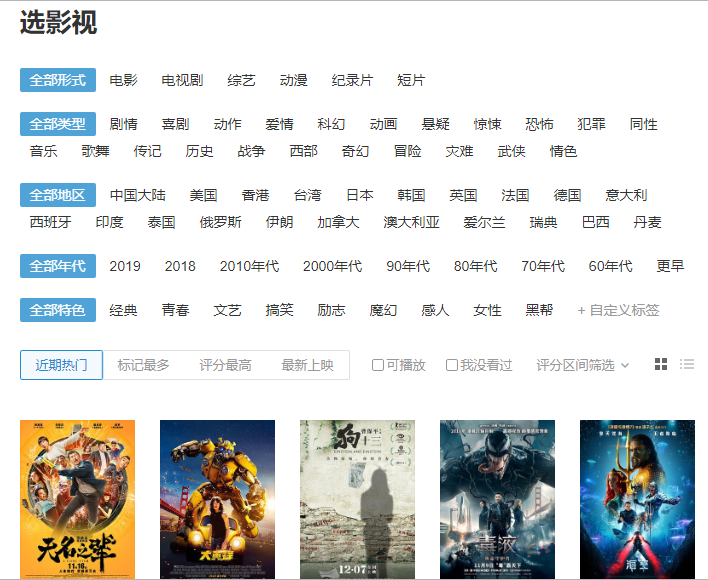 选影视
全部形式 电影 电视剧 综艺 动漫 纪录片 短片
全部类型 剧情 喜剧 动作 爱情 科幻 动画 悬疑 惊悚 恐怖 犯罪 同性
音乐 歌舞 传记 历史 战争 西部 奇幻 冒险 灾难 武侠 情色
全部地区 中国大陆 美国 香港 台湾 日本 韩国 英国 法国 德国 意大利
西班牙 印度 泰国 俄罗斯 伊朗 加拿大 澳大利亚 爱尔兰 瑞典 巴西 丹麦
全部年代 2019 2018 2010年代 2000年代 90年代 80年代 70年代 60年代 更早
全部特色 经典 青春 文艺 搞笑 励志 魔幻 感人 女性 黑帮 + 自定义标签
近期热门 标记最多 评分最高 最新上映 可播放 我没看过 评分区间筛选
狗十三
无名之辈
11.16
大黄蜂
12·07
毒液
海王